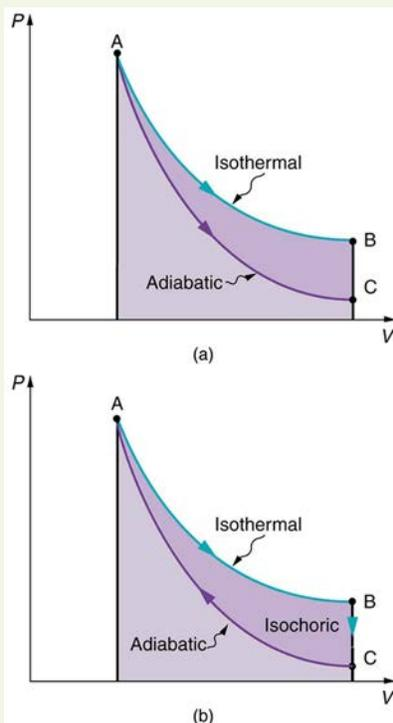 P
A
Isothermal
B
Adiabatic
C
V
(a)
P
A
Isothermal
B
Isochoric
Adiabatic
C
V
(b)